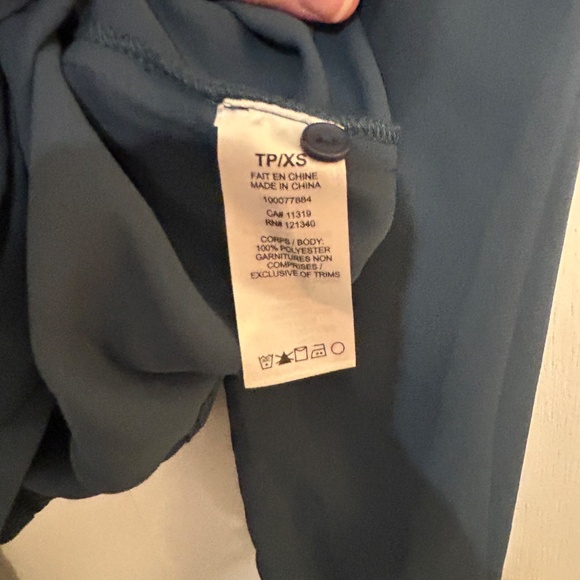 TP/XS
FAIT EN CHINE
MADE IN CHINA
100077884
CA# 11319
RN# 121340
CORPS / BODY:
100% POLYESTER
GARNITURES NON
COMPRISES /
EXCLUSIVE OF TRIMS